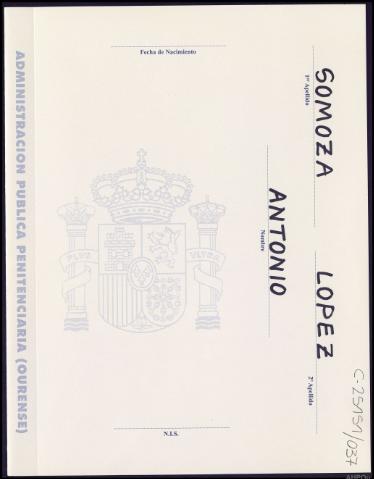 SOMOZA LOPEZ
1er Apellido 2º Apellido
ANTONIO
Nombre
Fecha de Nacimiento
N.I.S.
PLVS VLTRA
ADMINISTRACION PUBLICA PENITENCIARIA (OURENSE)
C-25151/037